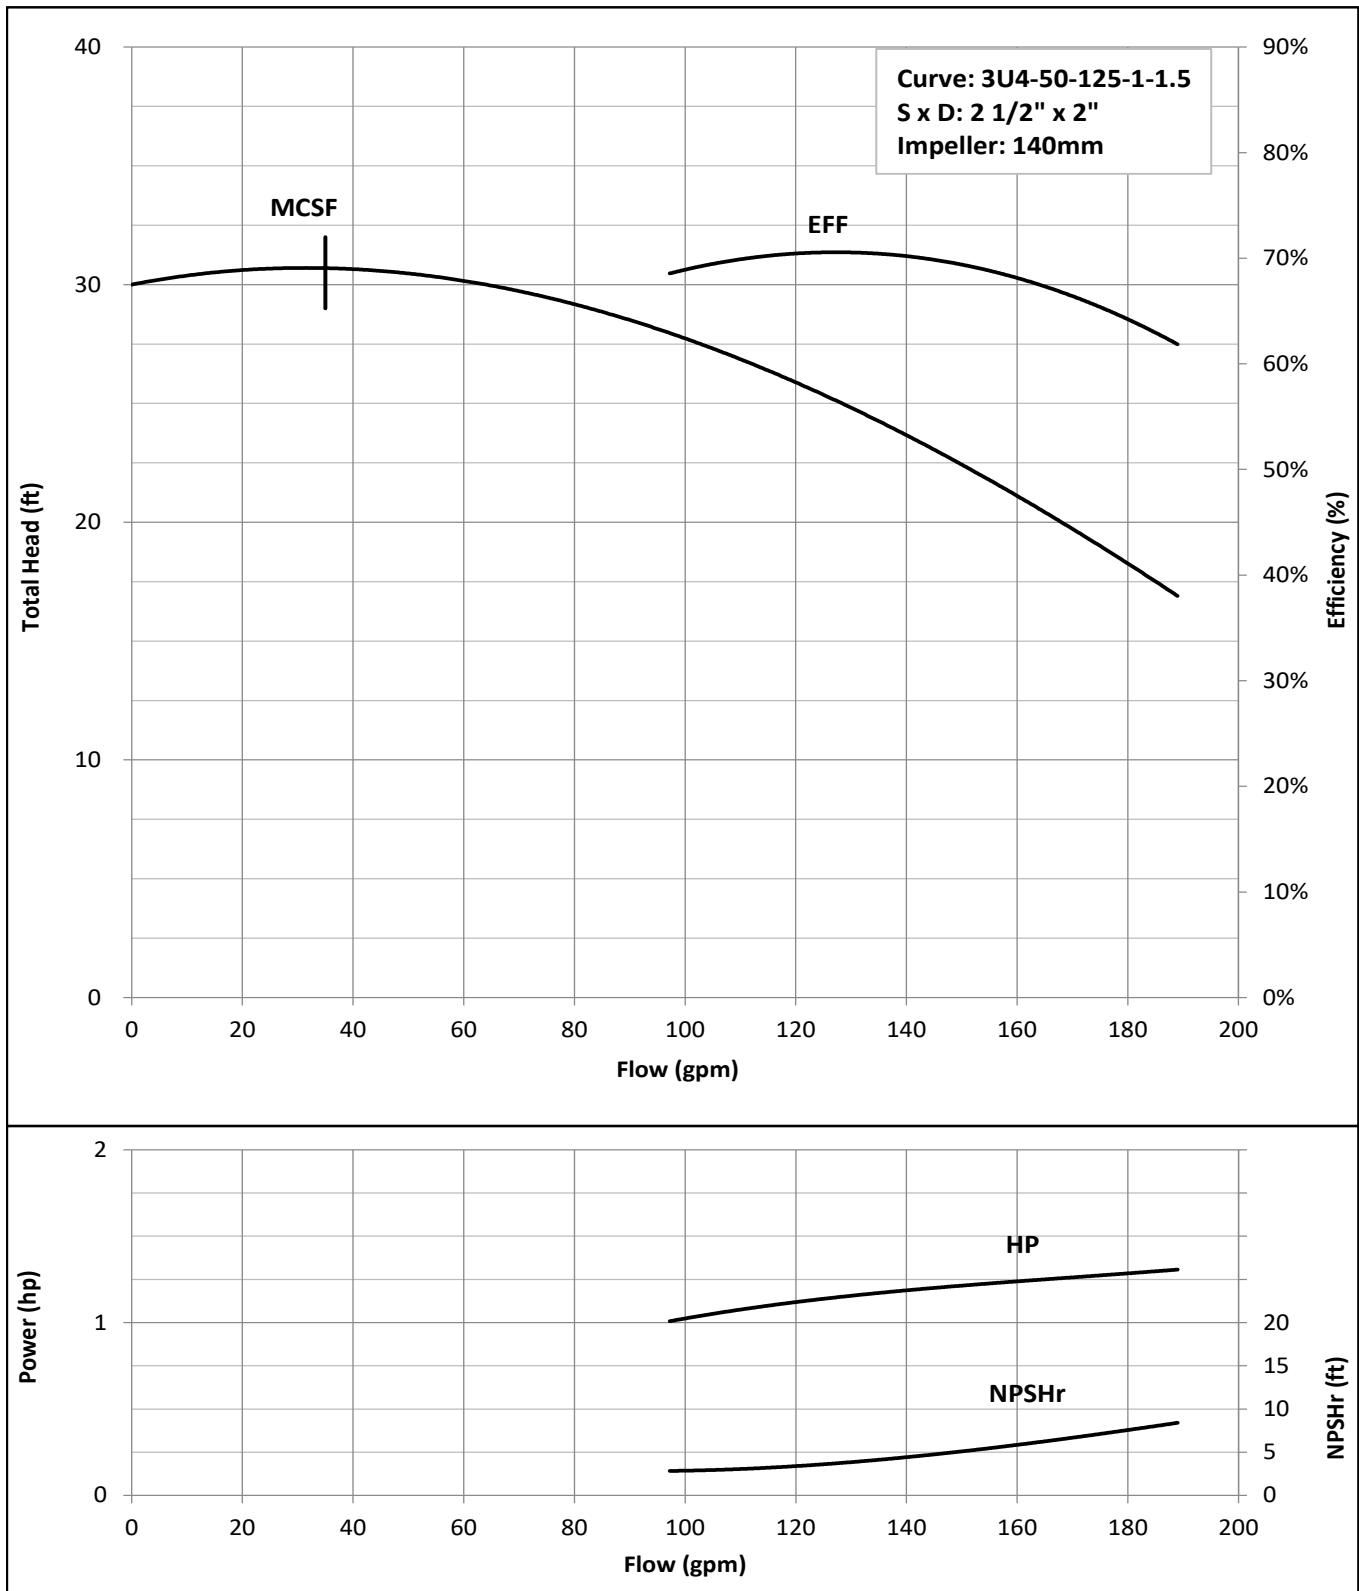 Curve: 3U4-50-125-1-1.5
S x D: 2 1/2" x 2"
Impeller: 140mm
MCSF
EFF
Total Head (ft)
40
30
20
10
0
Efficiency (%)
90%
80%
70%
60%
50%
40%
30%
20%
10%
0%
0 20 40 60 80 100 120 140 160 180 200
Flow (gpm)
HP
NPSHr
Power (hp)
2
1
0
NPSHr (ft)
20
15
10
5
0
0 20 40 60 80 100 120 140 160 180 200
Flow (gpm)